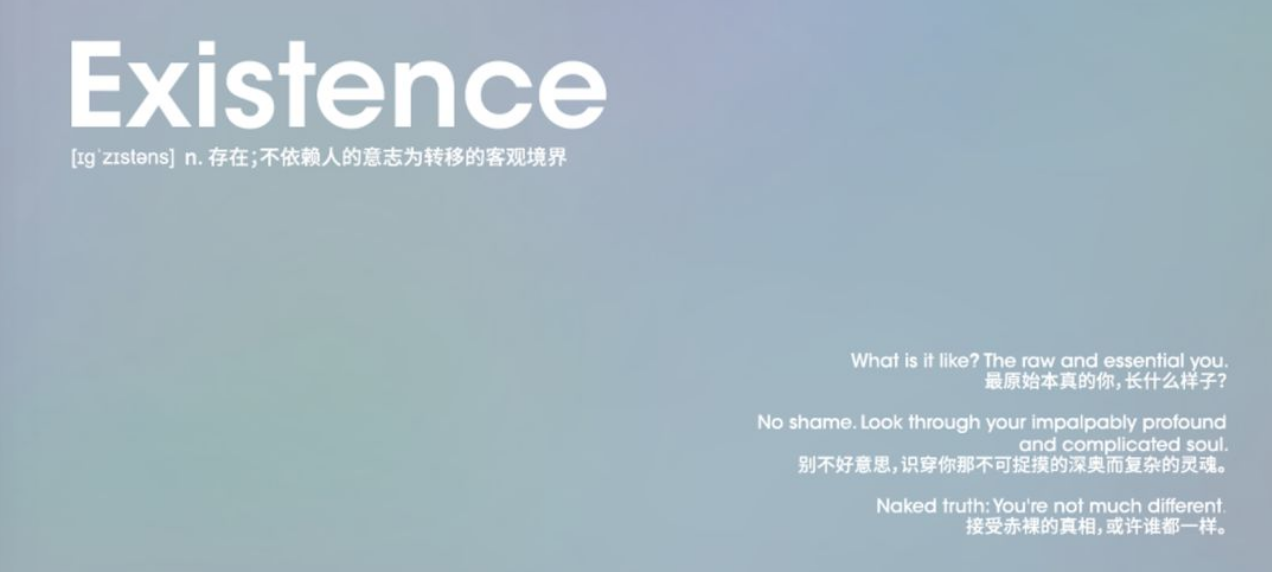 Existence
[ɪgˈzɪstəns] n. 存在;不依赖人的意志为转移的客观境界
What is it like? The raw and essential you.
最原始本真的你,长什么样子?
No shame. Look through your impalpably profound
and complicated soul.
别不好意思,识穿你那不可捉摸的深奥而复杂的灵魂。
Naked truth: You're not much different.
接受赤裸的真相,或许谁都一样。